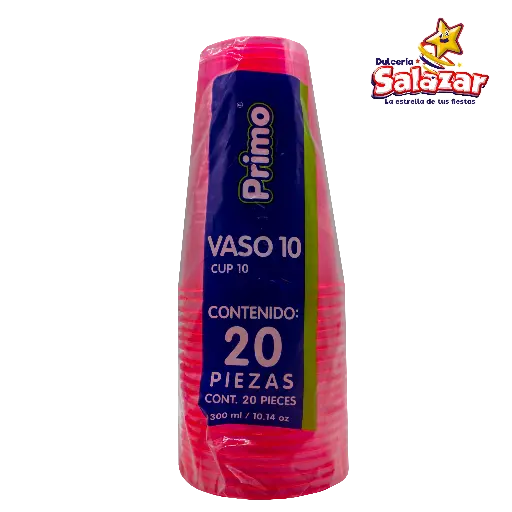 Dulcería
Salazar
La estrella de tus fiestas
Primo®
VASO 10
CUP 10
CONTENIDO:
20
PIEZAS
CONT. 20 PIECES
300 ml / 10.14 oz